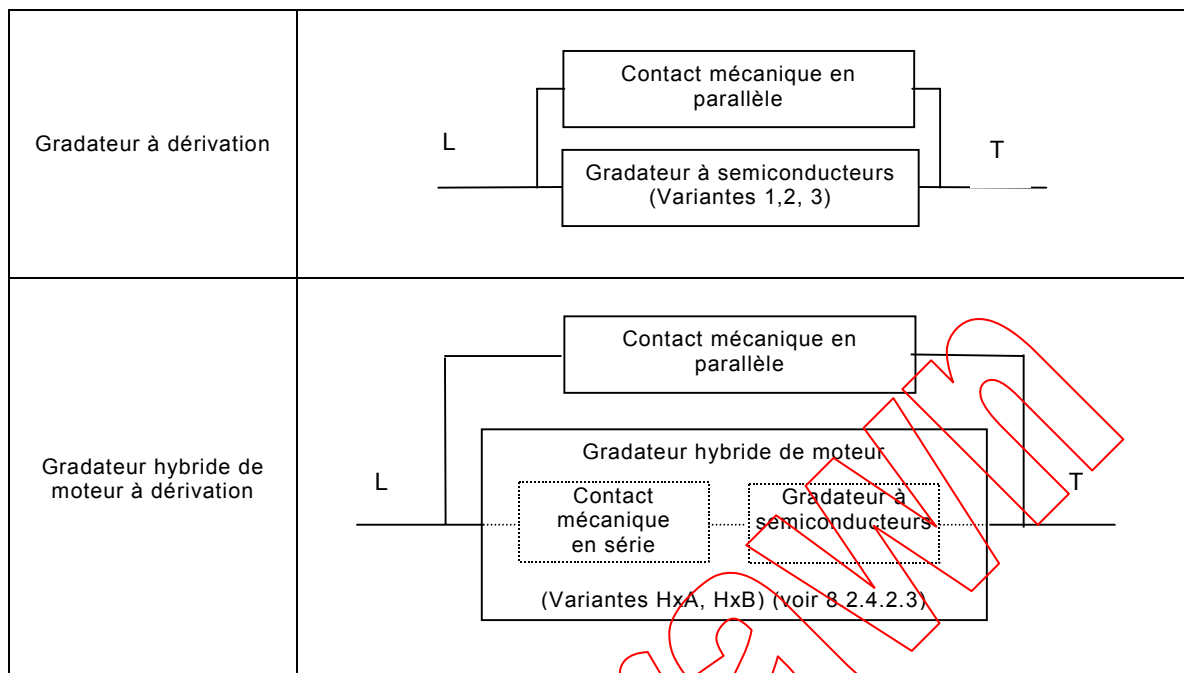 Gradateur à dérivation
Contact mécanique en
parallèle
L
T
Gradateur à semiconducteurs
(Variantes 1,2, 3)
Gradateur hybride de
moteur à dérivation
Contact mécanique en
parallèle
L
T
Gradateur hybride de moteur
Contact
mécanique
en série
Gradateur à
semiconducteurs
(Variantes HxA, HxB) (voir 8.2.4.2.3)